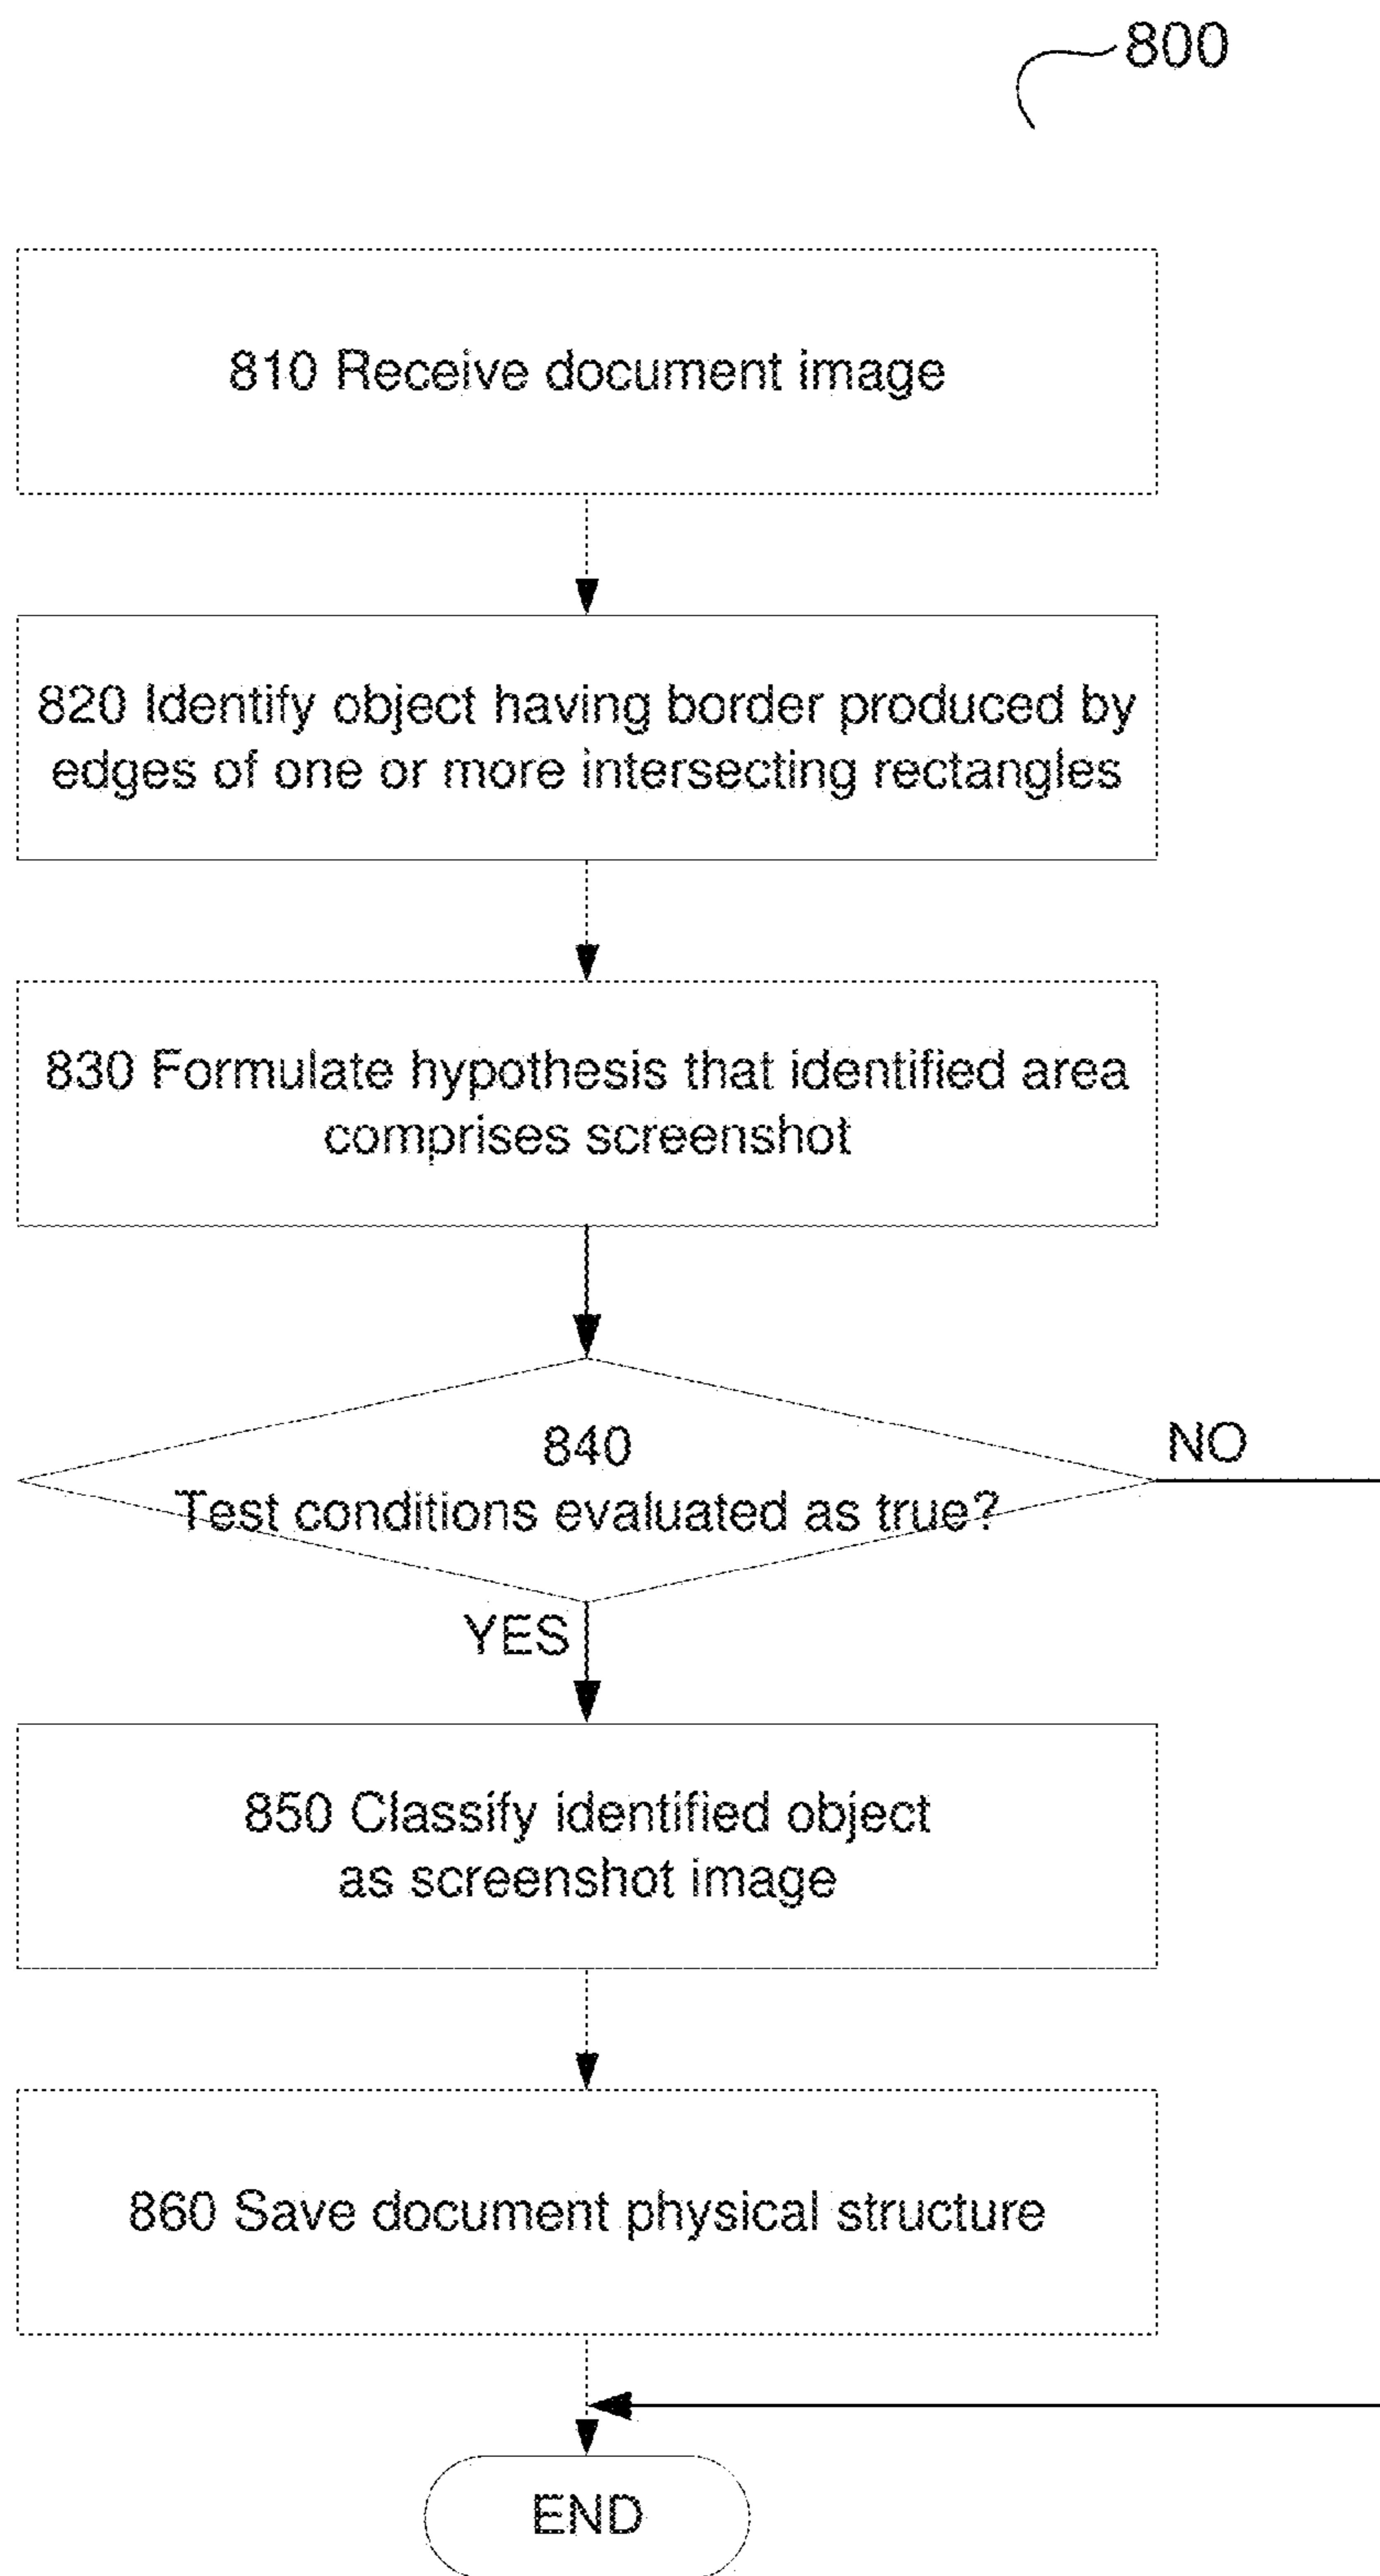 800
810 Receive document image
820 Identify object having border produced by
edges of one or more intersecting rectangles
830 Formulate hypothesis that identified area
comprises screenshot
840
Test conditions evaluated as true?
NO
YES
850 Classify identified object
as screenshot image
860 Save document physical structure
END